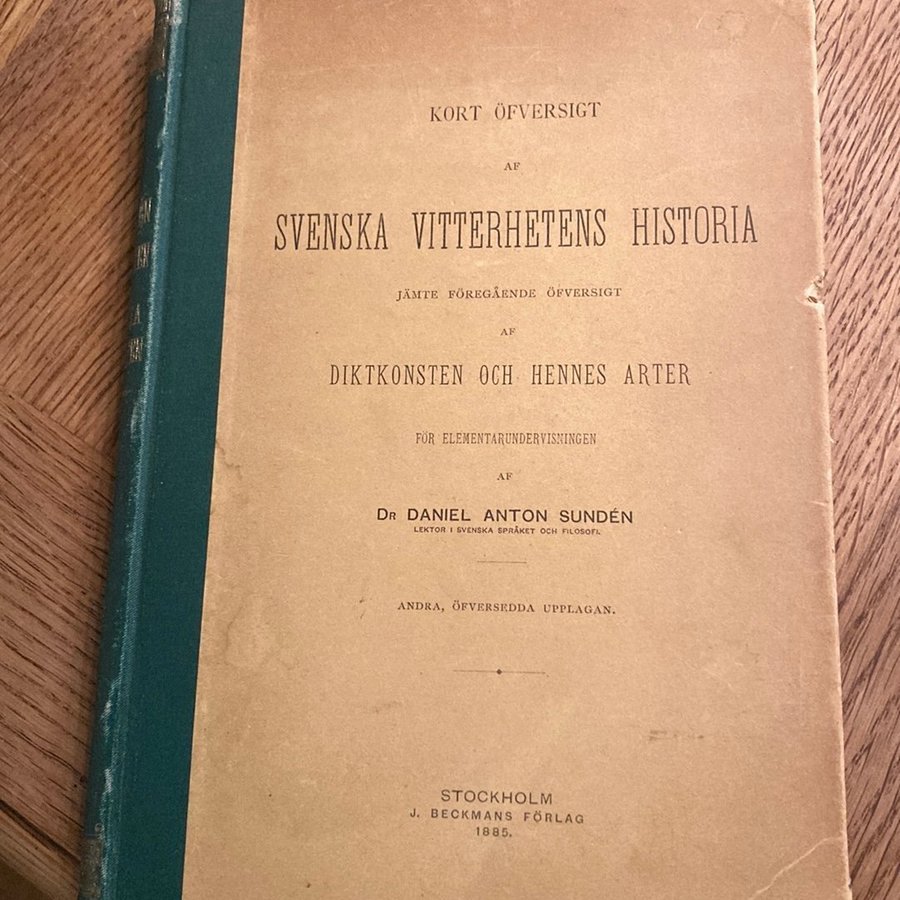 KORT ÖFVERSIGT
AF
SVENSKA VITTERHETENS HISTORIA
JÄMTE FÖREGÅENDE ÖFVERSIGT
AF
DIKTKONSTEN OCH HENNES ARTER
FÖR ELEMENTARUNDERVISNINGEN
AF
DR DANIEL ANTON SUNDÉN
LEKTOR I SVENSKA SPRÅKET OCH FILOSOFI.
ANDRA, ÖFVERSEDDA UPPLAGAN.
STOCKHOLM
J. BECKMANS FÖRLAG
1885.